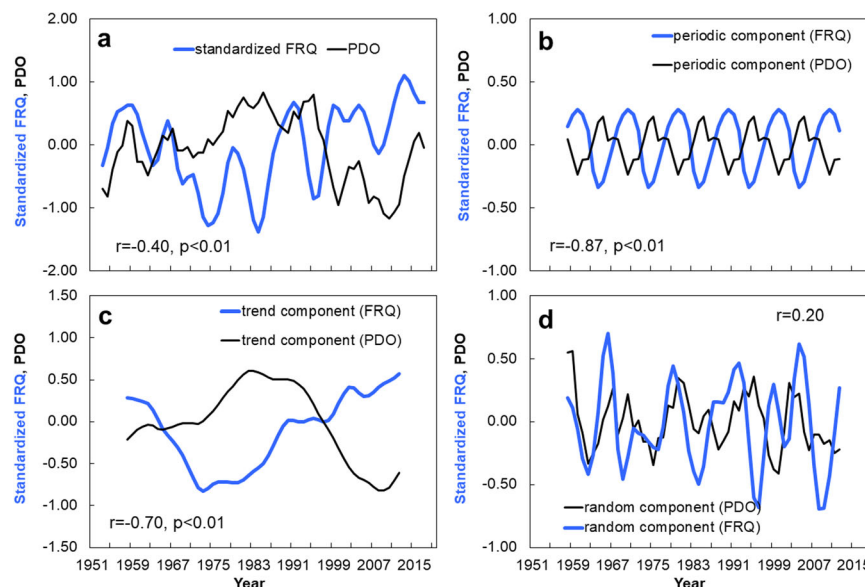 a
standardized FRQ
PDO
2.00
1.00
0.00
-1.00
-2.00
Standardized FRQ, PDO
r=-0.40, p<0.01
b
periodic component (FRQ)
periodic component (PDO)
1.00
0.50
0.00
-0.50
-1.00
Standardized FRQ, PDO
r=-0.87, p<0.01
c
trend component (FRQ)
trend component (PDO)
1.50
1.00
0.50
0.00
-0.50
-1.00
-1.50
Standardized FRQ, PDO
r=-0.70, p<0.01
1951 1959 1967 1975 1983 1991 1999 2007 2015
Year
d
r=0.20
1.00
0.50
0.00
-0.50
-1.00
Standardized FRQ, PDO
random component (PDO)
random component (FRQ)
1951 1959 1967 1975 1983 1991 1999 2007
Year